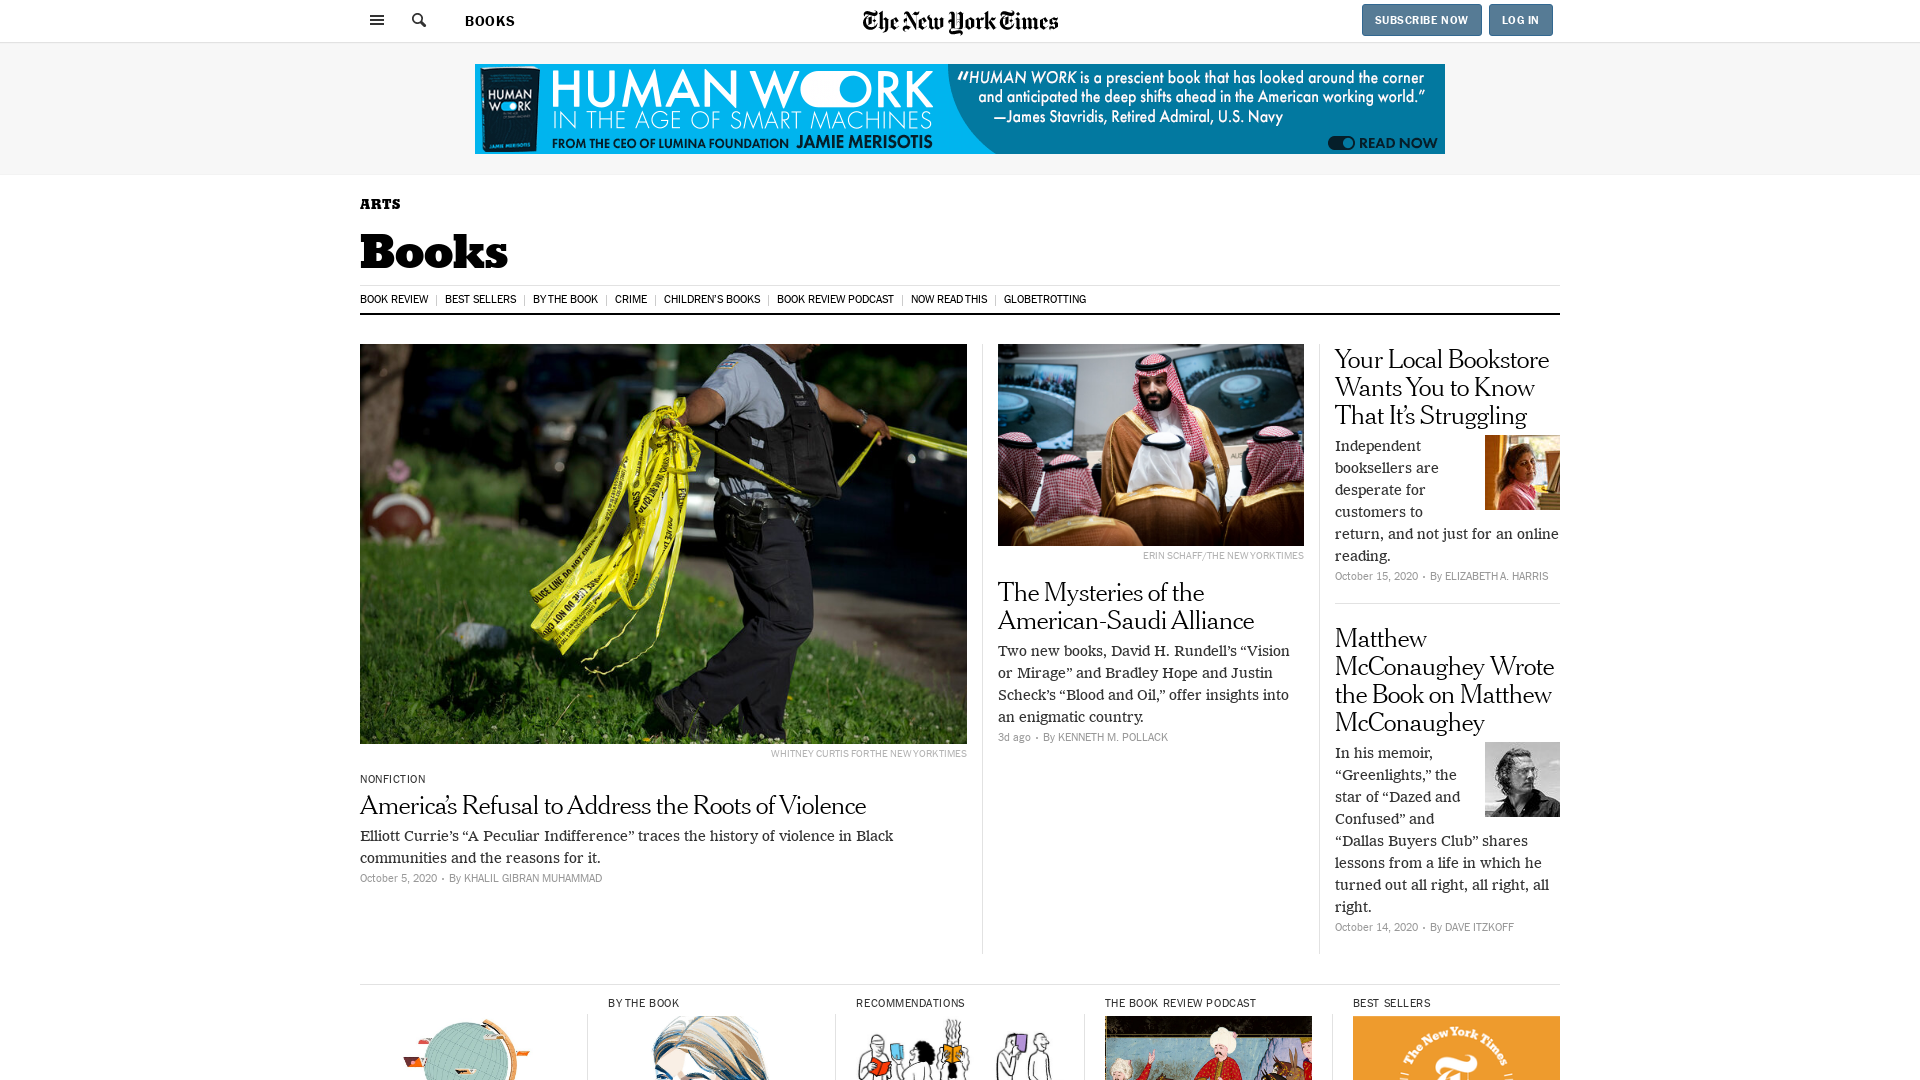 BOOKS
The New York Times
SUBSCRIBE NOW
LOG IN
HUMAN WORK
IN THE AGE OF SMART MACHINES
FROM THE CEO OF LUMINA FOUNDATION JAMIE MERISOTIS
HUMAN
WORK
JAMIE MERISOTIS
“HUMAN WORK is a prescient book that has looked around the corner
and anticipated the deep shifts ahead in the American working world.”
—James Stavridis, Retired Admiral, U.S. Navy
READ NOW
ARTS
Books
BOOK REVIEW
BEST SELLERS
BY THE BOOK
CRIME
CHILDREN’S BOOKS
BOOK REVIEW PODCAST
NOW READ THIS
GLOBETROTTING
WHITNEY CURTIS FOR THE NEW YORK TIMES
NONFICTION
America’s Refusal to Address the Roots of Violence
Elliott Currie’s “A Peculiar Indifference” traces the history of violence in Black
communities and the reasons for it.
October 5, 2020 • By KHALIL GIBRAN MUHAMMAD
ERIN SCHAFF/THE NEW YORK TIMES
The Mysteries of the
American-Saudi Alliance
Two new books, David H. Rundell’s “Vision
or Mirage” and Bradley Hope and Justin
Scheck’s “Blood and Oil,” offer insights into
an enigmatic country.
3d ago • By KENNETH M. POLLACK
Your Local Bookstore
Wants You to Know
That It’s Struggling
Independent
booksellers are
desperate for
customers to
return, and not just for an online
reading.
October 15, 2020 • By ELIZABETH A. HARRIS
Matthew
McConaughey Wrote
the Book on Matthew
McConaughey
In his memoir,
“Greenlights,” the
star of “Dazed and
Confused” and
“Dallas Buyers Club” shares
lessons from a life in which he
turned out all right, all right, all
right.
October 14, 2020 • By DAVE ITZKOFF
BY THE BOOK
RECOMMENDATIONS
THE BOOK REVIEW PODCAST
BEST SELLERS
The New York Times